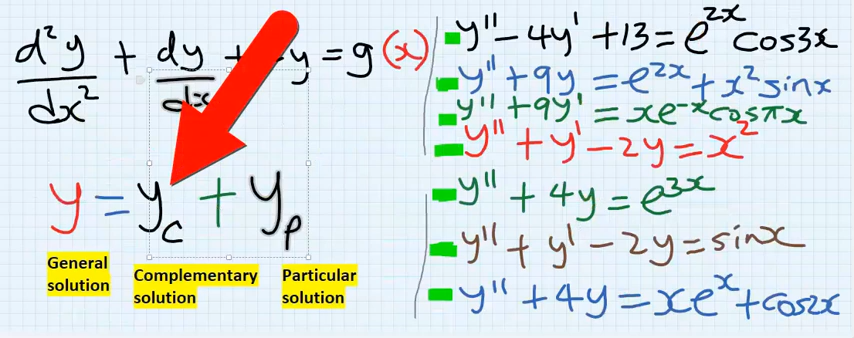 d²y/dx² + dy/dx + y = g(x)
y = y_c + y_p
General solution
Complementary solution
Particular solution
y'' - 4y' + 13 = e^{2x} cos3x
y'' + 9y = e^{2x} + x² sinx
y'' + 9y' = xe^{-x} cosπx
y'' + y' - 2y = x²
y'' + 4y = e^{3x}
y'' + y' - 2y = sinx
y'' + 4y = xe^x + cos2x